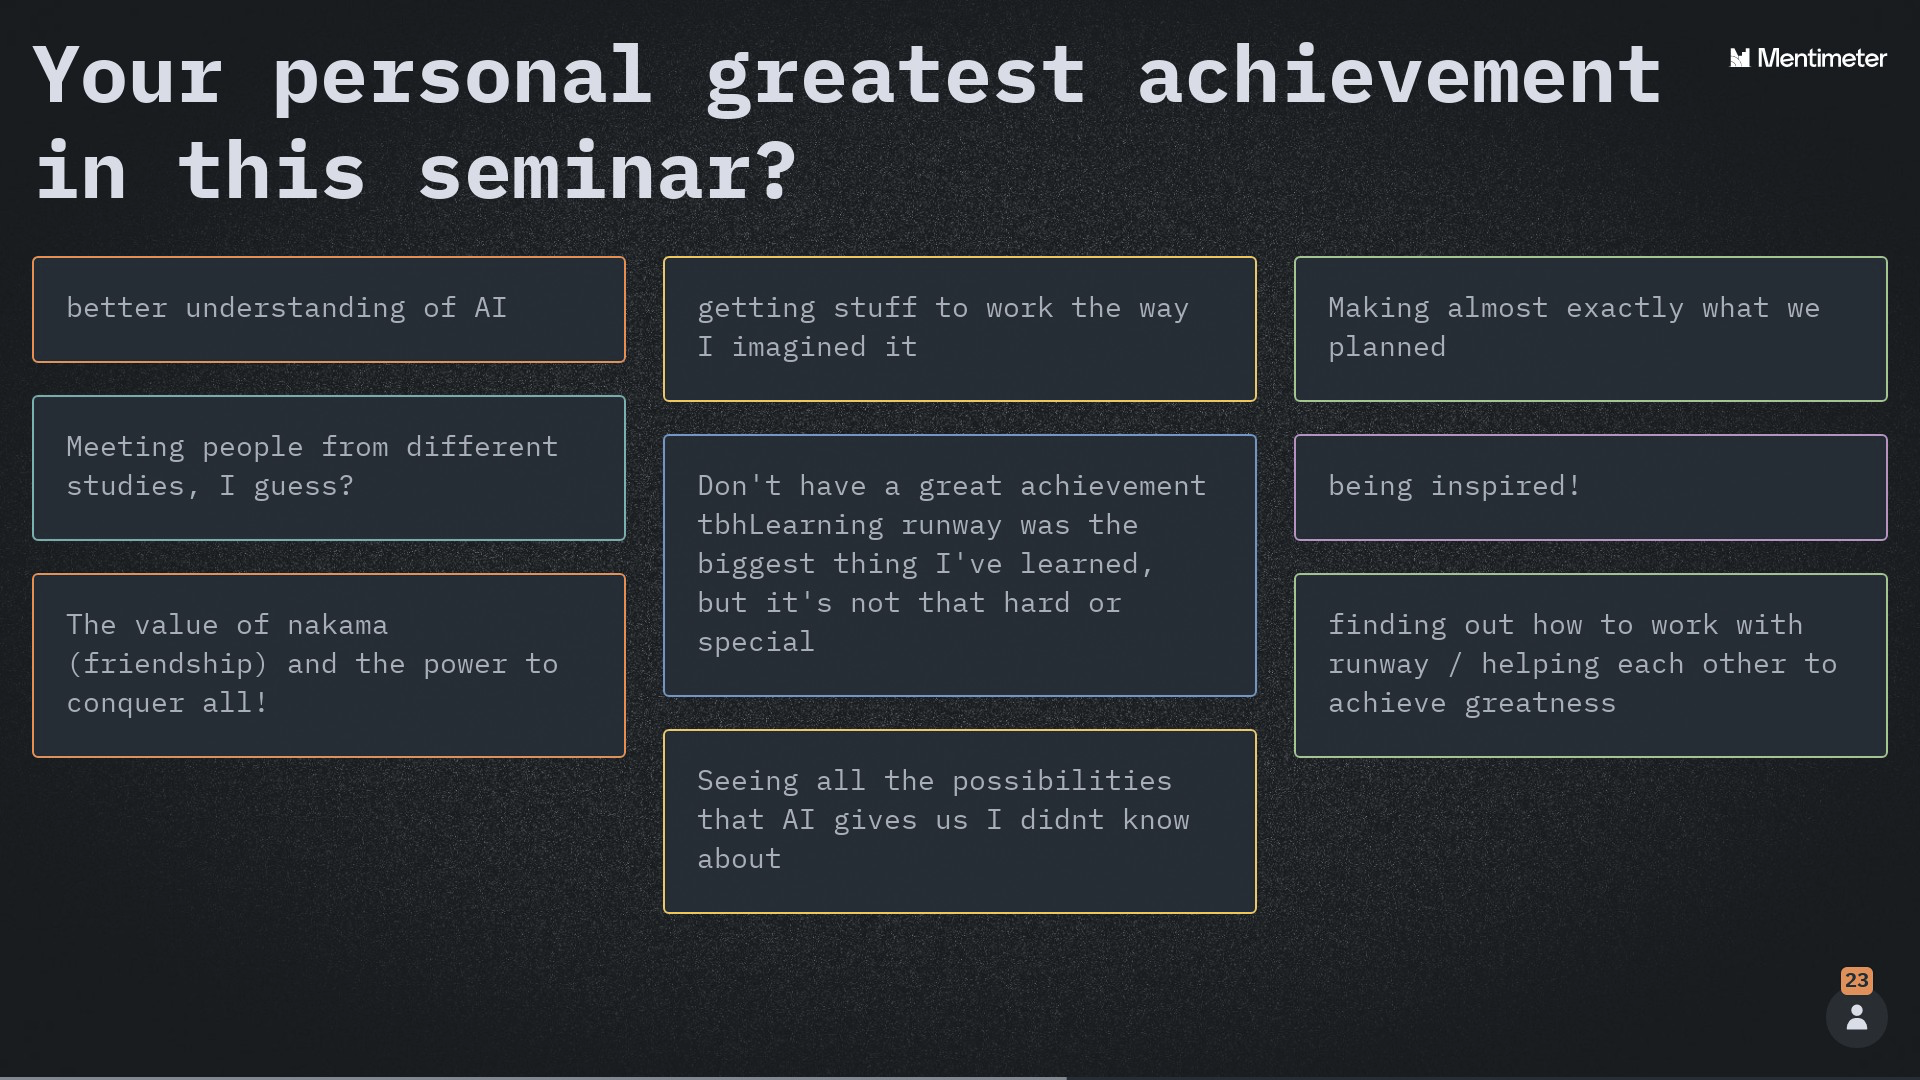 Your personal greatest achievement
in this seminar?
Mentimeter
better understanding of AI
Meeting people from different
studies, I guess?
The value of nakama
(friendship) and the power to
conquer all!
getting stuff to work the way
I imagined it
Don't have a great achievement
tbhLearning runway was the
biggest thing I've learned,
but it's not that hard or
special
Seeing all the possibilities
that AI gives us I didnt know
about
Making almost exactly what we
planned
being inspired!
finding out how to work with
runway / helping each other to
achieve greatness
23